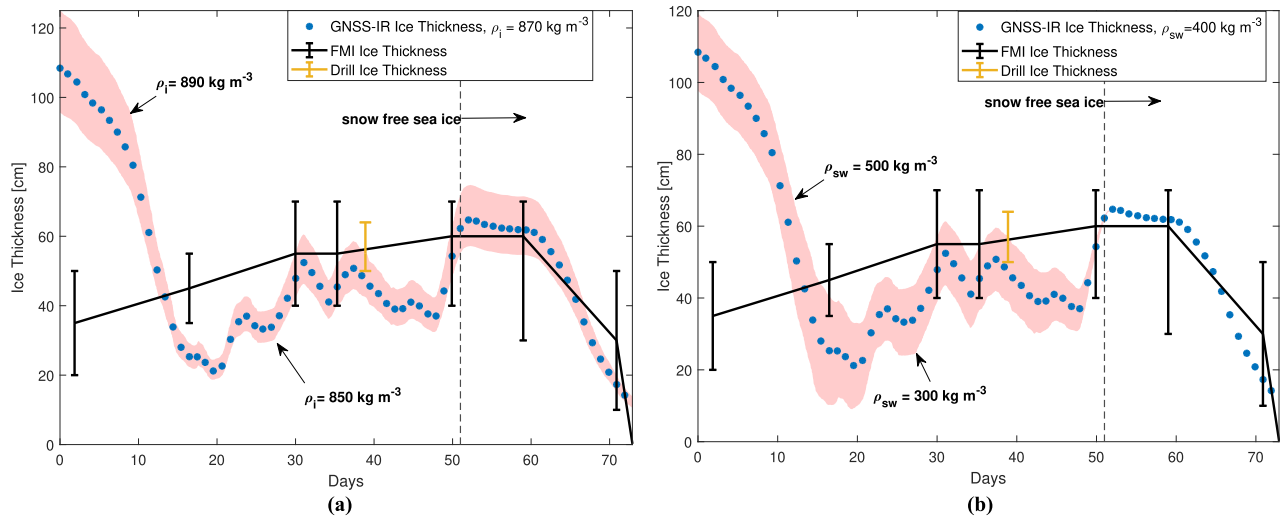 120
100
80
60
40
20
0
Ice Thickness [cm]
0 10 20 30 40 50 60 70
Days
GNSS-IR Ice Thickness, ρi = 870 kg m-3
FMI Ice Thickness
Drill Ice Thickness
ρi= 890 kg m-3
snow free sea ice
ρi= 850 kg m-3
(a)
120
100
80
60
40
20
0
Ice Thickness [cm]
0 10 20 30 40 50 60 70
Days
GNSS-IR Ice Thickness, ρsw=400 kg m-3
FMI Ice Thickness
Drill Ice Thickness
snow free sea ice
ρsw = 500 kg m-3
ρsw = 300 kg m-3
(b)